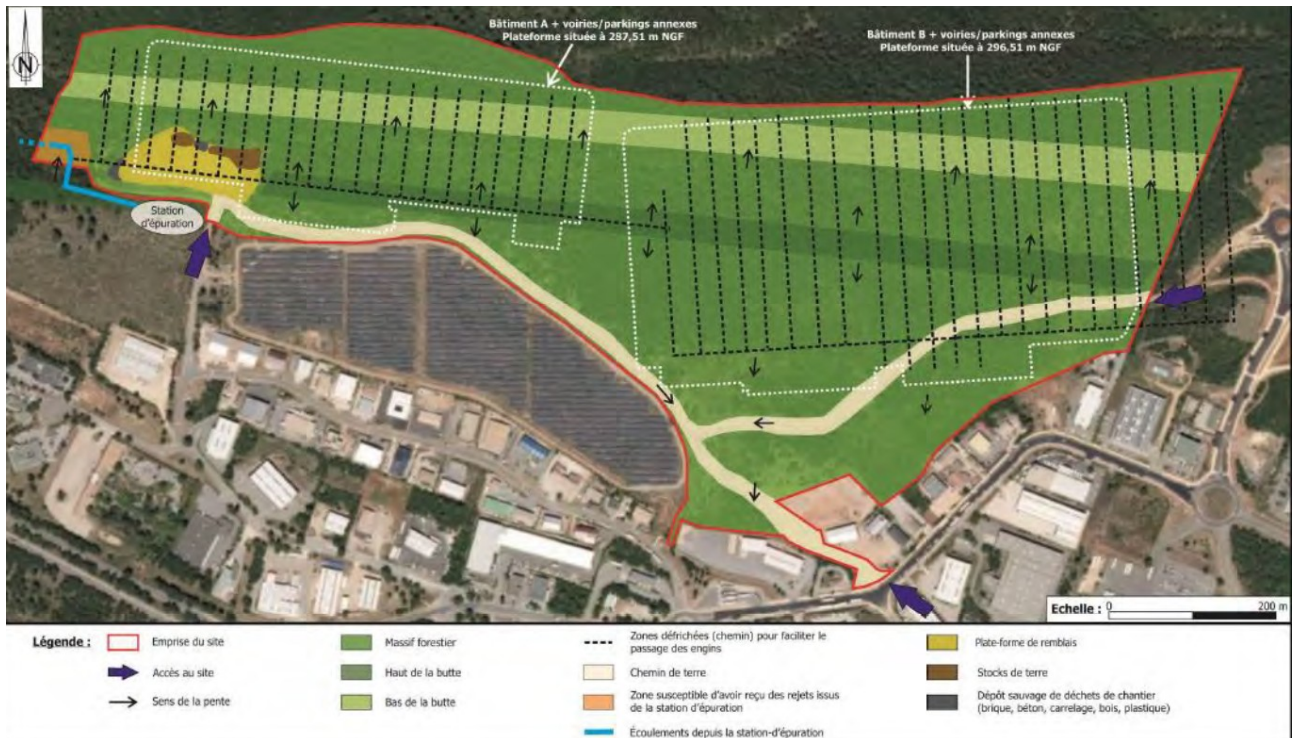 N
Bâtiment A + voiries/parkings annexes
Plateforme située à 287,51 m NGF
Bâtiment B + voiries/parkings annexes
Plateforme située à 296,51 m NGF
Station
d'épuration
Echelle : 0 200 m
Légende :
Emprise du site
Accès au site
Sens de la pente
Massif forestier
Haut de la butte
Bas de la butte
Zones défrichées (chemin) pour faciliter le
passage des engins
Chemin de terre
Zone susceptible d'avoir reçu des rejets issus
de la station d'épuration
Écoulements depuis la station-d'épuration
Plate-forme de remblais
Stocks de terre
Dépôt sauvage de déchets de chantier
(brique, béton, carrelage, bois, plastique)